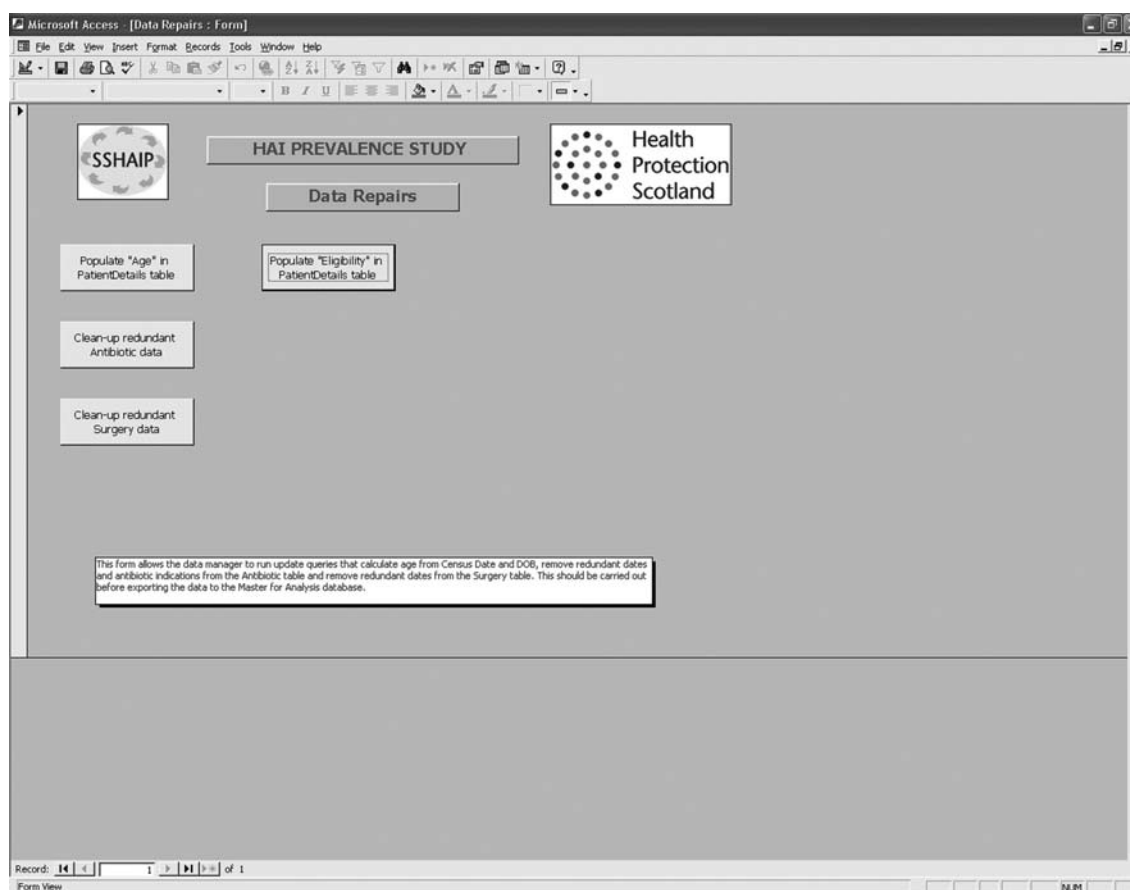 Microsoft Access - [Data Repairs : Form]
File Edit View Insert Format Records Tools Window Help
B I U
SSHAIP
HAI PREVALENCE STUDY
Data Repairs
Health
Protection
Scotland
Populate "Age" in
PatientDetails table
Populate "Eligibility" in
PatientDetails table
Clean-up redundant
Antibiotic data
Clean-up redundant
Surgery data
This form allows the data manager to run update queries that calculate age from Census Date and DOB, remove redundant dates
and antibiotic indications from the Antibiotic table and remove redundant dates from the Surgery table. This should be carried out
before exporting the data to the Master for Analysis database.
Record: 1 of 1
Form View NUM